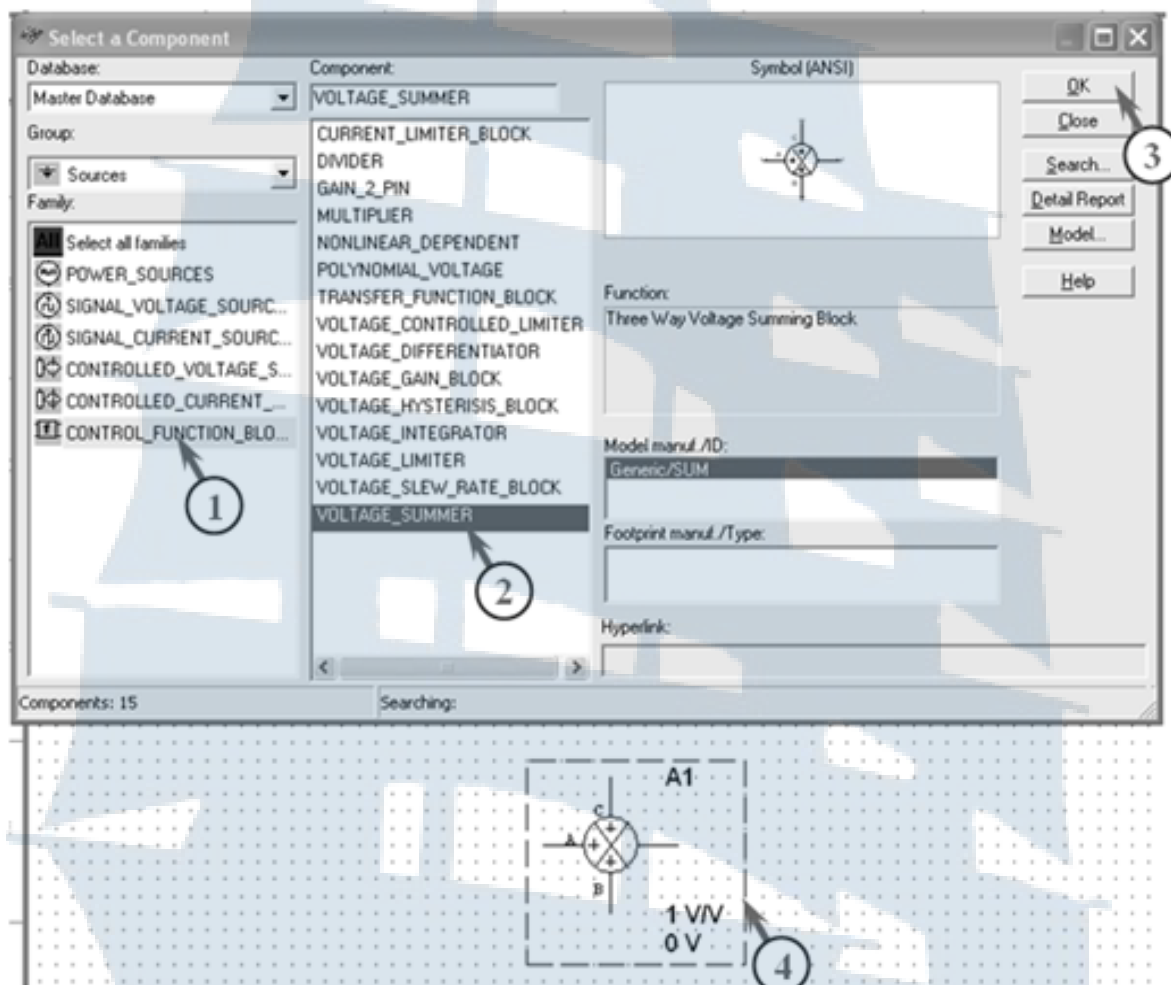 Select a Component
Database:
Master Database
Group:
Sources
Family:
All Select all families
POWER_SOURCES
SIGNAL_VOLTAGE_SOURC...
SIGNAL_CURRENT_SOURC...
CONTROLLED_VOLTAGE_S...
CONTROLLED_CURRENT_...
CONTROL_FUNCTION_BLO...
1
Component:
VOLTAGE_SUMMER
CURRENT_LIMITER_BLOCK
DIVIDER
GAIN_2_PIN
MULTIPLIER
NONLINEAR_DEPENDENT
POLYNOMIAL_VOLTAGE
TRANSFER_FUNCTION_BLOCK
VOLTAGE_CONTROLLED_LIMITER
VOLTAGE_DIFFERENTIATOR
VOLTAGE_GAIN_BLOCK
VOLTAGE_HYSTERISIS_BLOCK
VOLTAGE_INTEGRATOR
VOLTAGE_LIMITER
VOLTAGE_SLEW_RATE_BLOCK
VOLTAGE_SUMMER
2
Symbol (ANSI)
Function:
Three Way Voltage Summing Block
Model manuf./ID:
Generic/SUM
Footprint manuf./Type:
Hyperlink:
OK
Close
3
Search...
Detail Report
Model...
Help
Components: 15
Searching:
A1
C
A
B
1 V/V
0 V
4